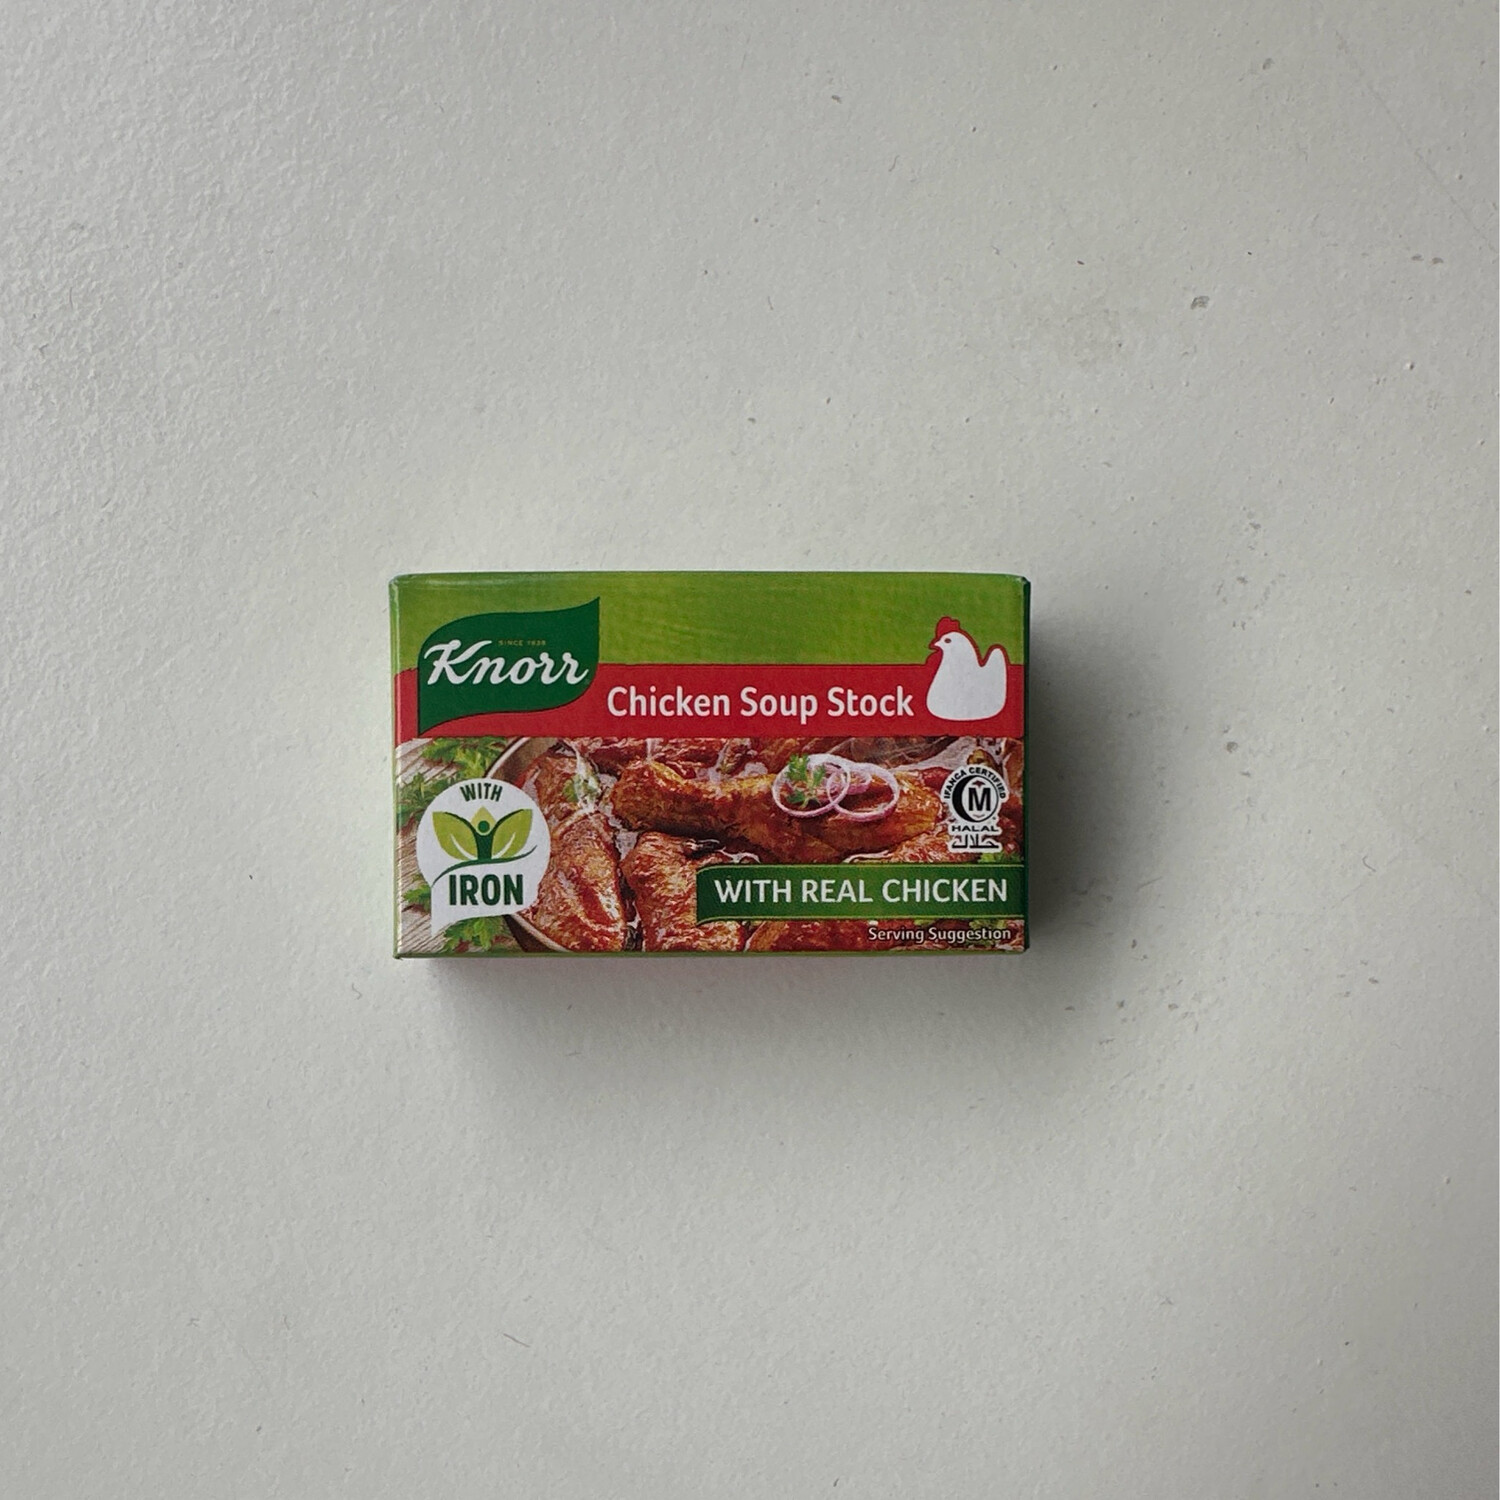 SINCE 1838
Knorr
Chicken Soup Stock
WITH
IRON
IFANCA CERTIFIED
M
HALAL
حلال
WITH REAL CHICKEN
Serving Suggestion